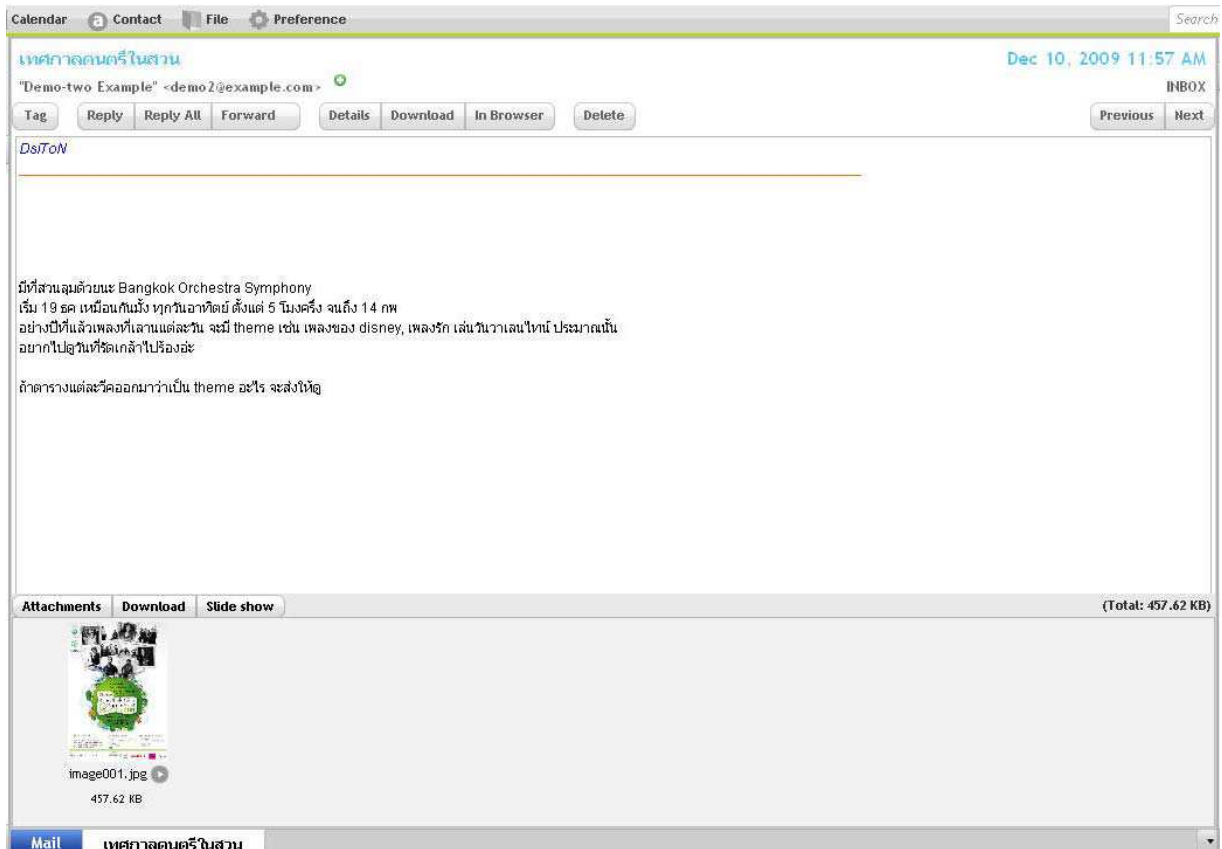 Calendar Contact File Preference Search
เทศกาลดนตรีในสวน Dec 10, 2009 11:57 AM
"Demo-two Example" <demo2@example.com> INBOX
Tag Reply Reply All Forward Details Download In Browser Delete Previous Next
DsiToN
มีที่สวนลุมด้วยนะ Bangkok Orchestra Symphony
เริ่ม 19 ธค เหมือนกันมั้ง ทุกวันอาทิตย์ ตั้งแต่ 5 โมงครึ่ง จนถึง 14 กพ
อย่างปีที่แล้วเพลงที่เลานแต่ละวัน จะมี theme เช่น เพลงของ disney, เพลงรัก เล่นวันวาเลนไทน์ ประมาณนั้น
อยากไปดูวันที่รัดเกล้าไปร้องอ่ะ
ถ้าตารางแต่ละวีคออกมาว่าเป็น theme อะไร จะส่งให้ดู
Attachments Download Slide show (Total: 457.62 KB)
image001.jpg
457.62 KB
Mail เทศกาลดนตรีในสวน